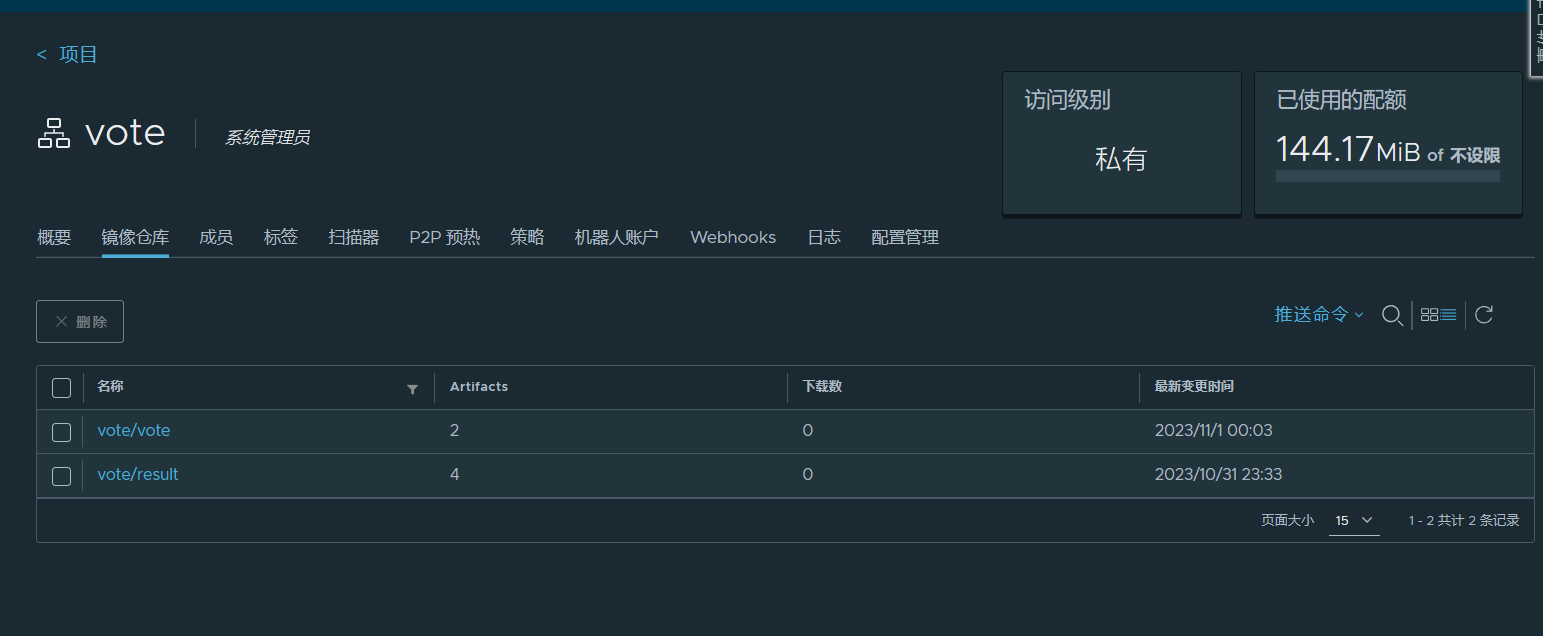 < 项目
vote 系统管理员
访问级别
私有
已使用的配额
144.17MiB of 不设限
概要 镜像仓库 成员 标签 扫描器 P2P 预热 策略 机器人账户 Webhooks 日志 配置管理
删除
推送命令
名称 Artifacts 下载数 最新变更时间
vote/vote 2 0 2023/11/1 00:03
vote/result 4 0 2023/10/31 23:33
页面大小 15 1 - 2 共计 2 条记录